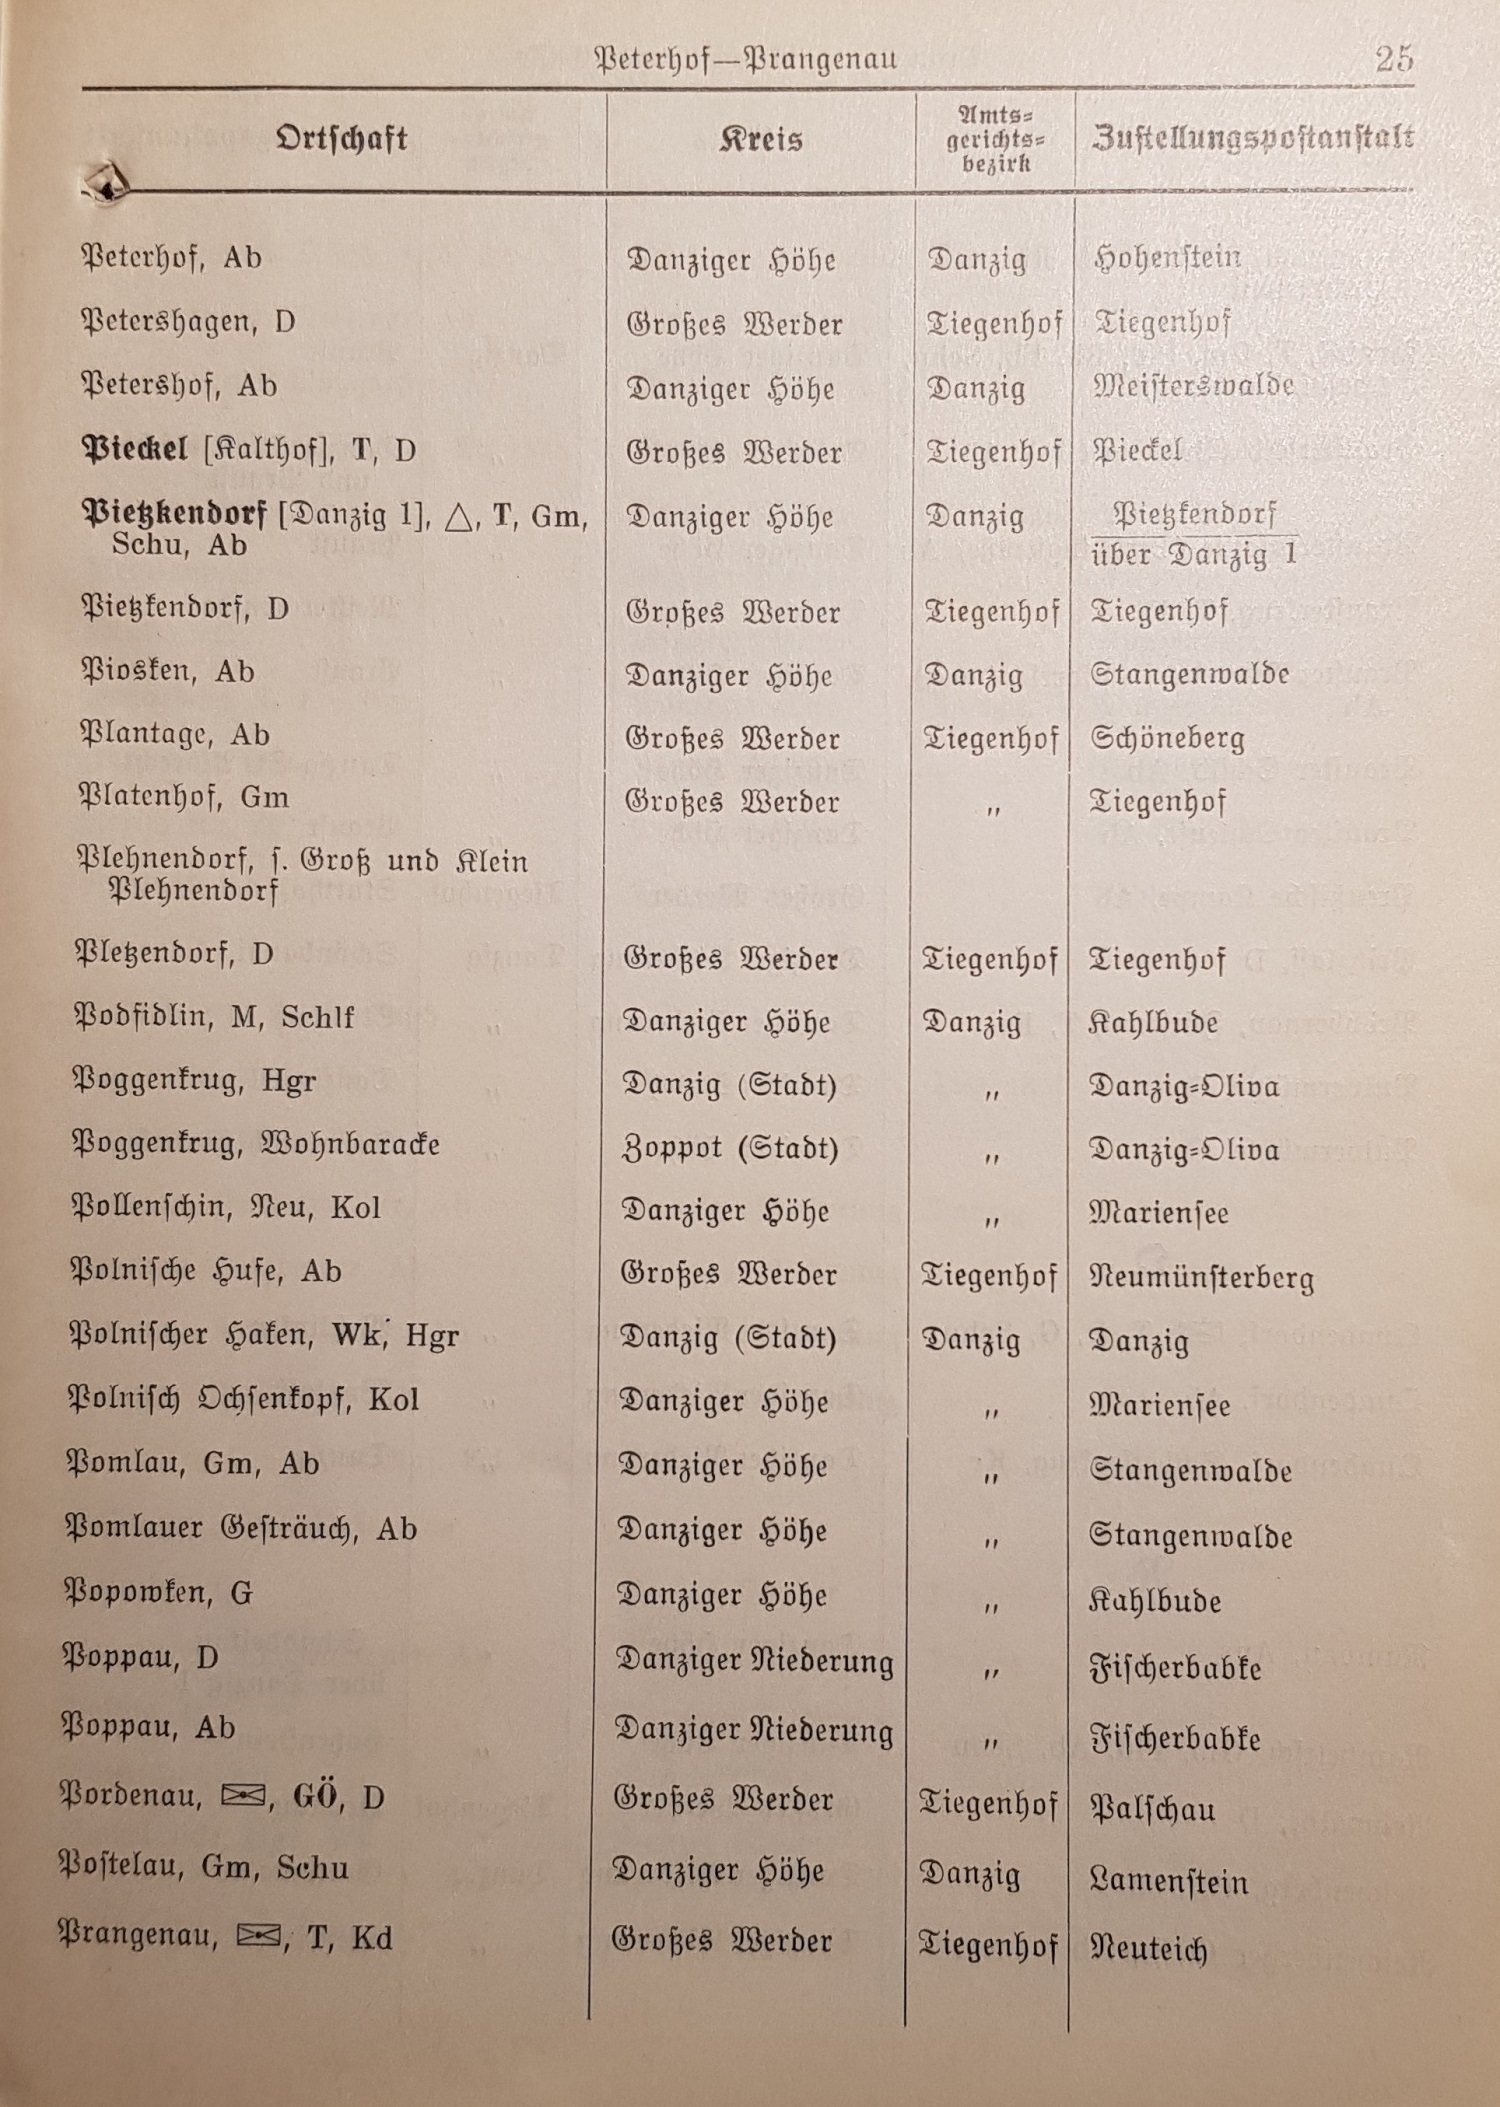 Peterhof—Prangenau 25
Ortſchaft Kreis Amts-gerichts-bezirk Zuſtellungspoſtanſtalt
Peterhof, Ab Danziger Höhe Danzig Hohenſtein
Petershagen, D Großes Werder Tiegenhof Tiegenhof
Petershof, Ab Danziger Höhe Danzig Meiſterswalde
Pieckel [Kalthof], T, D Großes Werder Tiegenhof Pieckel
Pietzkendorf [Danzig 1], △, T, Gm, Danziger Höhe Danzig Pietzkendorf
Schu, Ab über Danzig 1
Pietzkendorf, D Großes Werder Tiegenhof Tiegenhof
Piosken, Ab Danziger Höhe Danzig Stangenwalde
Plantage, Ab Großes Werder Tiegenhof Schöneberg
Platenhof, Gm Großes Werder „ Tiegenhof
Plehnendorf, ſ. Groß und Klein
Plehnendorf
Pletzendorf, D Großes Werder Tiegenhof Tiegenhof
Podfidlin, M, Schlf Danziger Höhe Danzig Kahlbude
Poggenkrug, Hgr Danzig (Stadt) „ Danzig-Oliva
Poggenkrug, Wohnbaracke Zoppot (Stadt) „ Danzig-Oliva
Pollenſchin, Neu, Kol Danziger Höhe „ Marienſee
Polniſche Hufe, Ab Großes Werder Tiegenhof Neumünſterberg
Polniſcher Haken, Wk, Hgr Danzig (Stadt) Danzig Danzig
Polniſch Ochſenkopf, Kol Danziger Höhe „ Marienſee
Pomlau, Gm, Ab Danziger Höhe „ Stangenwalde
Pomlauer Geſträuch, Ab Danziger Höhe „ Stangenwalde
Popowken, G Danziger Höhe „ Kahlbude
Poppau, D Danziger Niederung „ Fiſcherbabke
Poppau, Ab Danziger Niederung „ Fiſcherbabke
Pordenau, ✉, GÖ, D Großes Werder Tiegenhof Palſchau
Poſtelau, Gm, Schu Danziger Höhe Danzig Lamenſtein
Prangenau, ✉, T, Kd Großes Werder Tiegenhof Neuteich